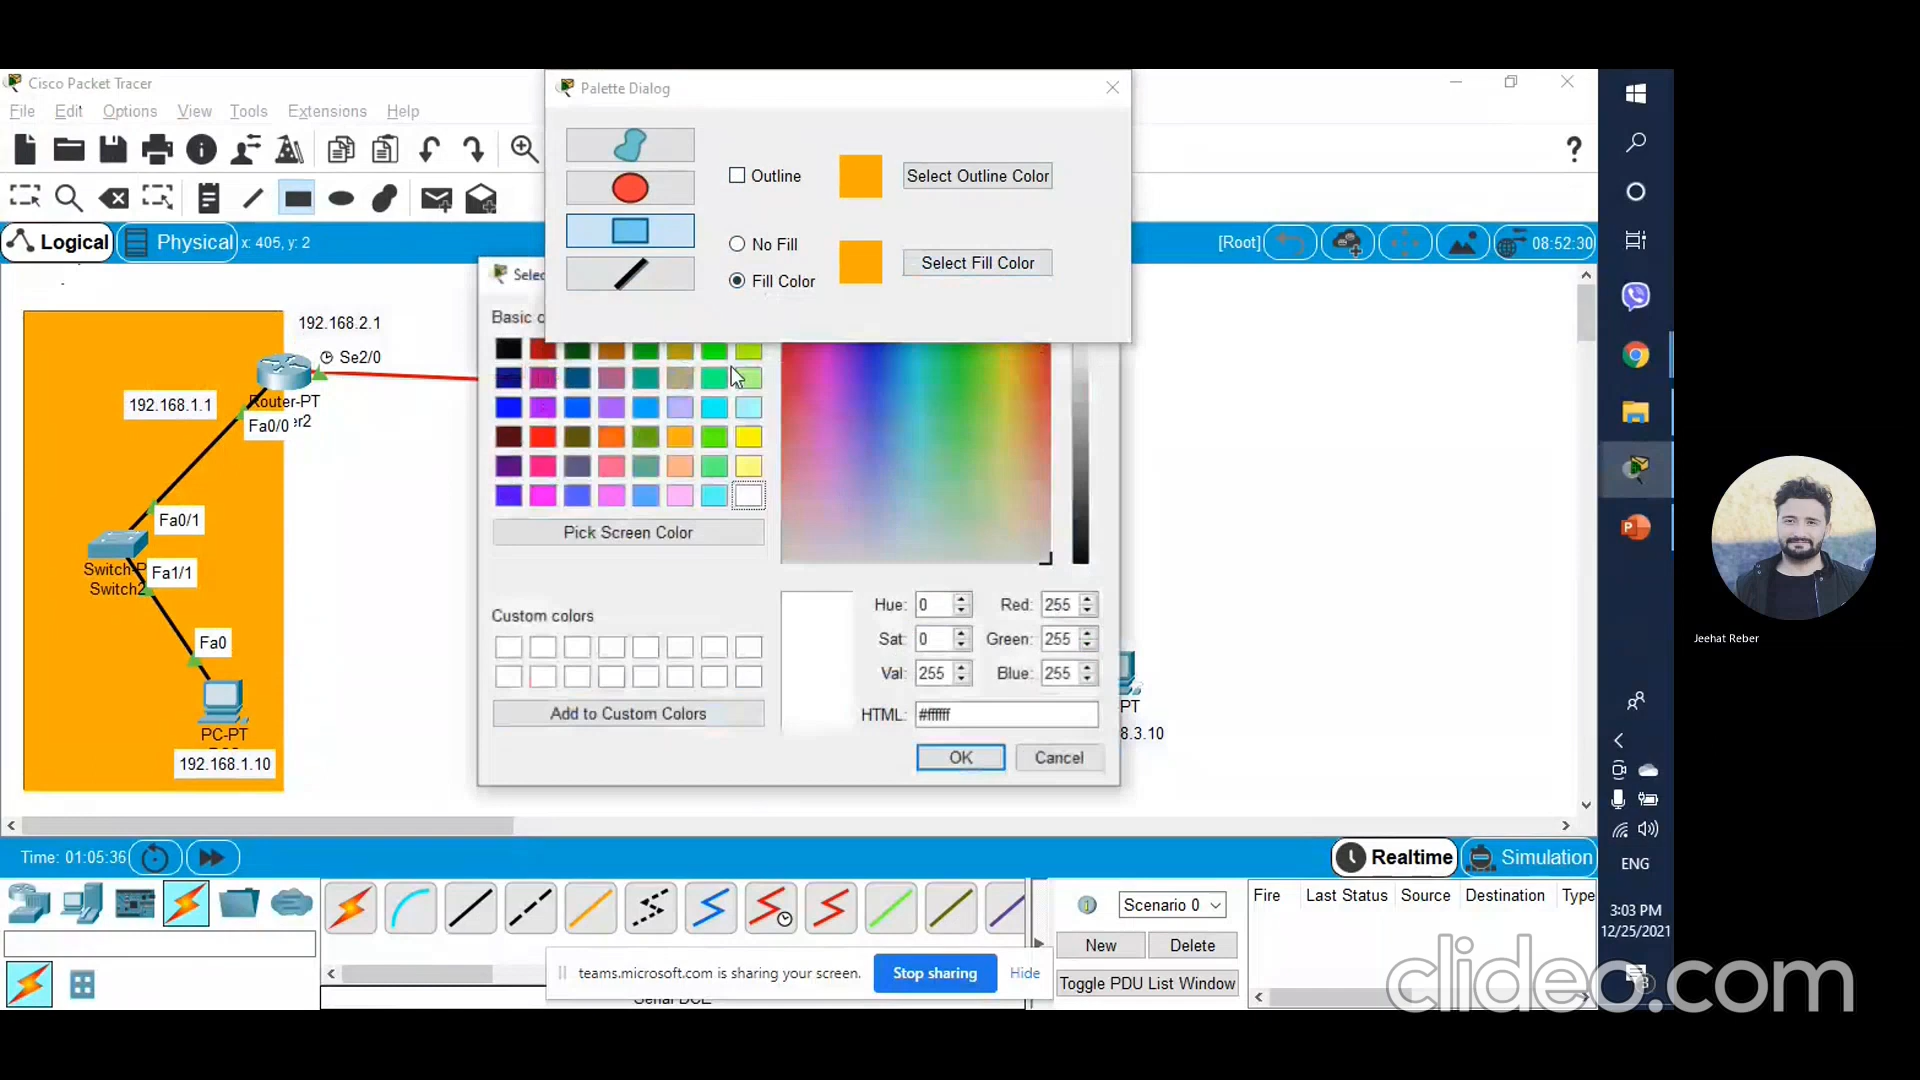 Cisco Packet Tracer
File Edit Options View Tools Extensions Help
?
Logical
Physical
x: 405, y: 2
[Root]
08:52:30
Palette Dialog
Outline
Select Outline Color
No Fill
Fill Color
Select Fill Color
Selec
Basic c
Pick Screen Color
Custom colors
Add to Custom Colors
Hue: 0
Red: 255
Sat: 0
Green: 255
Val: 255
Blue: 255
HTML: #ffffff
OK
Cancel
192.168.2.1
Se2/0
192.168.1.1
Router-PT
er2
Fa0/0
Fa0/1
Switch-P
Switch2
Fa1/1
Fa0
PC-PT
192.168.1.10
PT
8.3.10
Time: 01:05:36
Realtime
Simulation
Scenario 0
New
Delete
Toggle PDU List Window
Fire Last Status Source Destination Type
teams.microsoft.com is sharing your screen.
Stop sharing
Hide
Serial DCE
ENG
3:03 PM
12/25/2021
Jeehat Reber
clideo.com